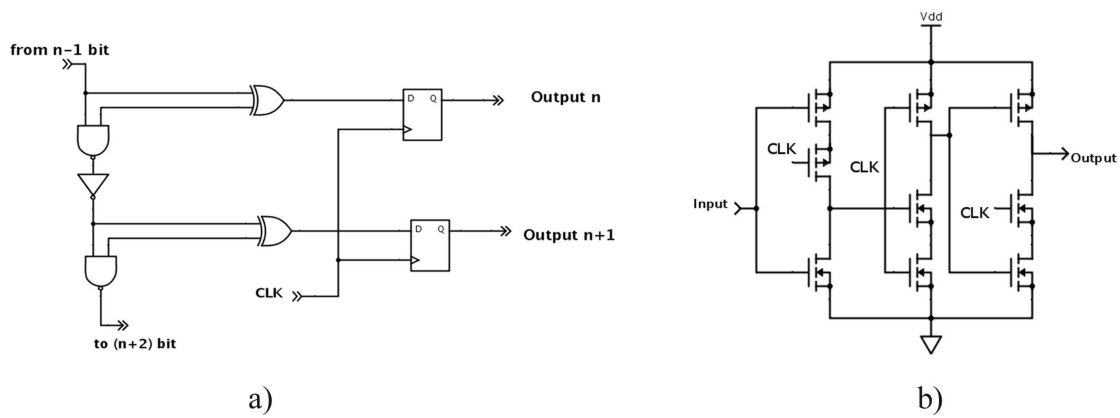 from n-1 bit
D Q
Output n
D Q
Output n+1
CLK
to (n+2) bit
a)
Vdd
CLK
CLK
Output
Input
CLK
b)